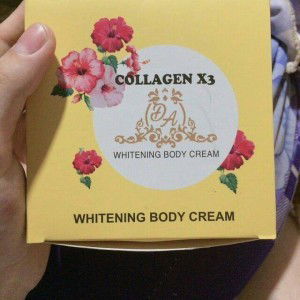 COLLAGEN X3
DA
WHITENING BODY CREAM
WHITENING BODY CREAM